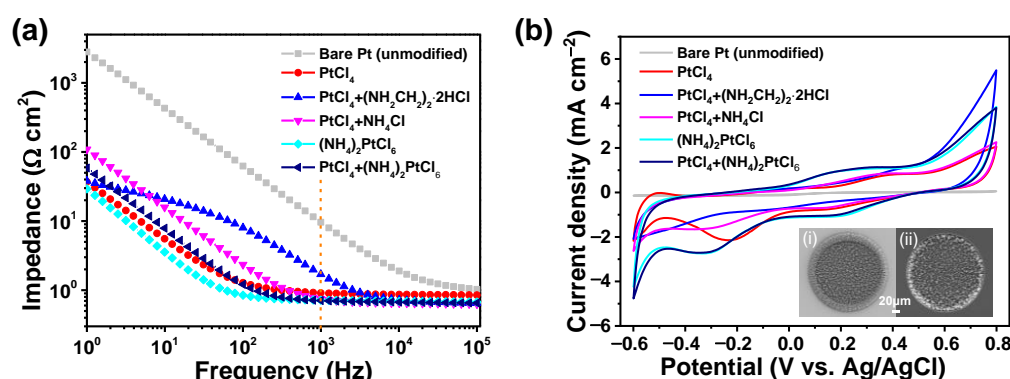 (a)
Impedance (Ω cm²)
10³
10²
10¹
10⁰
Bare Pt (unmodified)
PtCl₄
PtCl₄+(NH₂CH₂)₂·2HCl
PtCl₄+NH₄Cl
(NH₄)₂PtCl₆
PtCl₄+(NH₄)₂PtCl₆
10⁰ 10¹ 10² 10³ 10⁴ 10⁵
Frequency (Hz)
(b)
Current density (mA cm⁻²)
6
4
2
0
−2
−4
−6
Bare Pt (unmodified)
PtCl₄
PtCl₄+(NH₂CH₂)₂·2HCl
PtCl₄+NH₄Cl
(NH₄)₂PtCl₆
PtCl₄+(NH₄)₂PtCl₆
(i) (ii)
20μm
−0.6 −0.4 −0.2 0.0 0.2 0.4 0.6 0.8
Potential (V vs. Ag/AgCl)